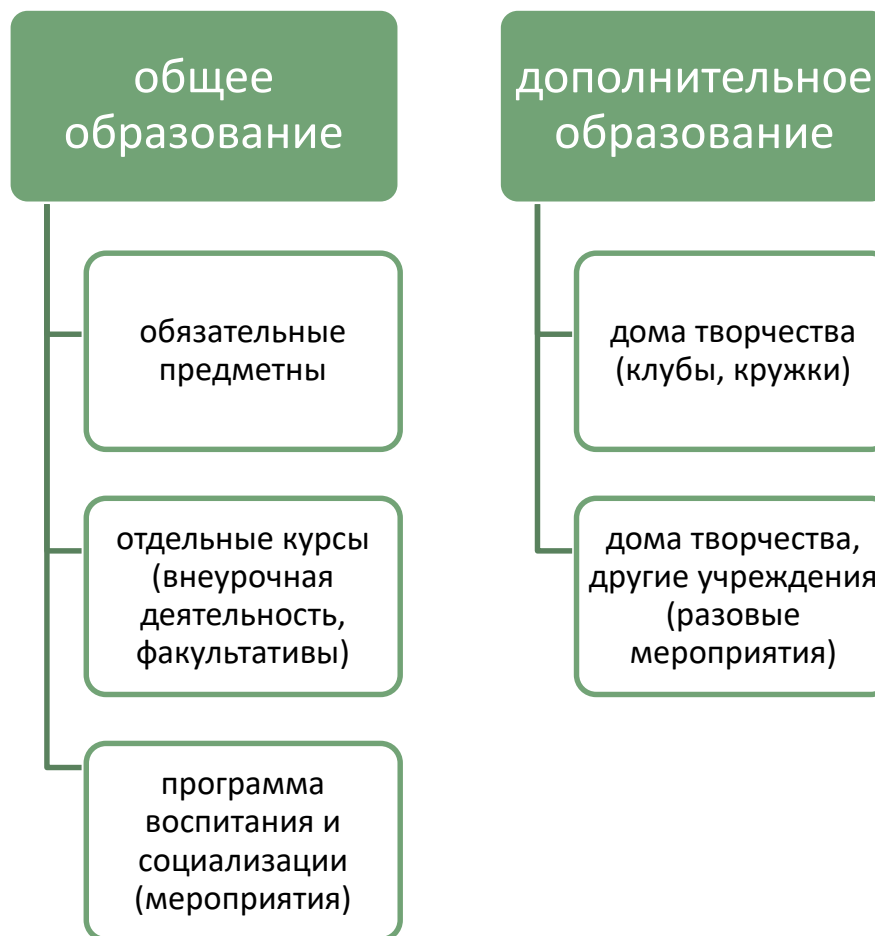 общее
образование
обязательные
предметны
отдельные курсы
(внеурочная
деятельность,
факультативы)
программа
воспитания и
социализации
(мероприятия)
дополнительное
образование
дома творчества
(клубы, кружки)
дома творчества,
другие учреждения
(разовые
мероприятия)